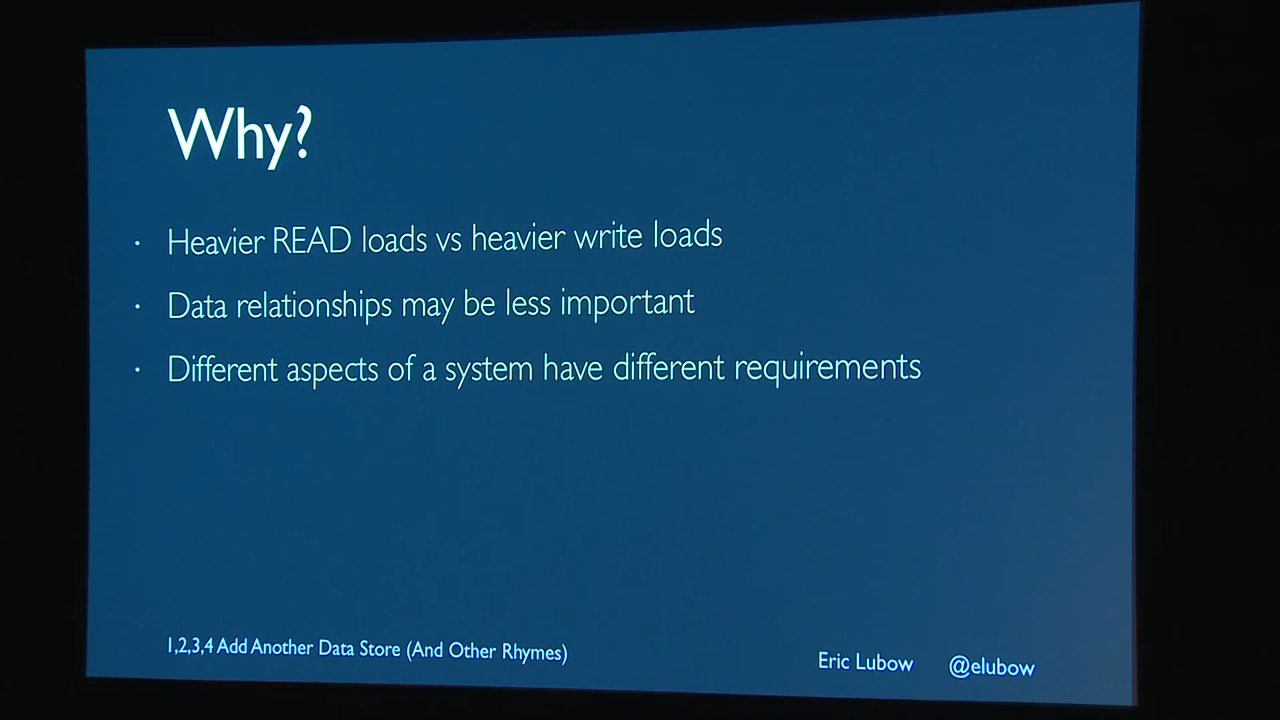 Why?
· Heavier READ loads vs heavier write loads
· Data relationships may be less important
· Different aspects of a system have different requirements
1,2,3,4 Add Another Data Store (And Other Rhymes)
Eric Lubow @elubow